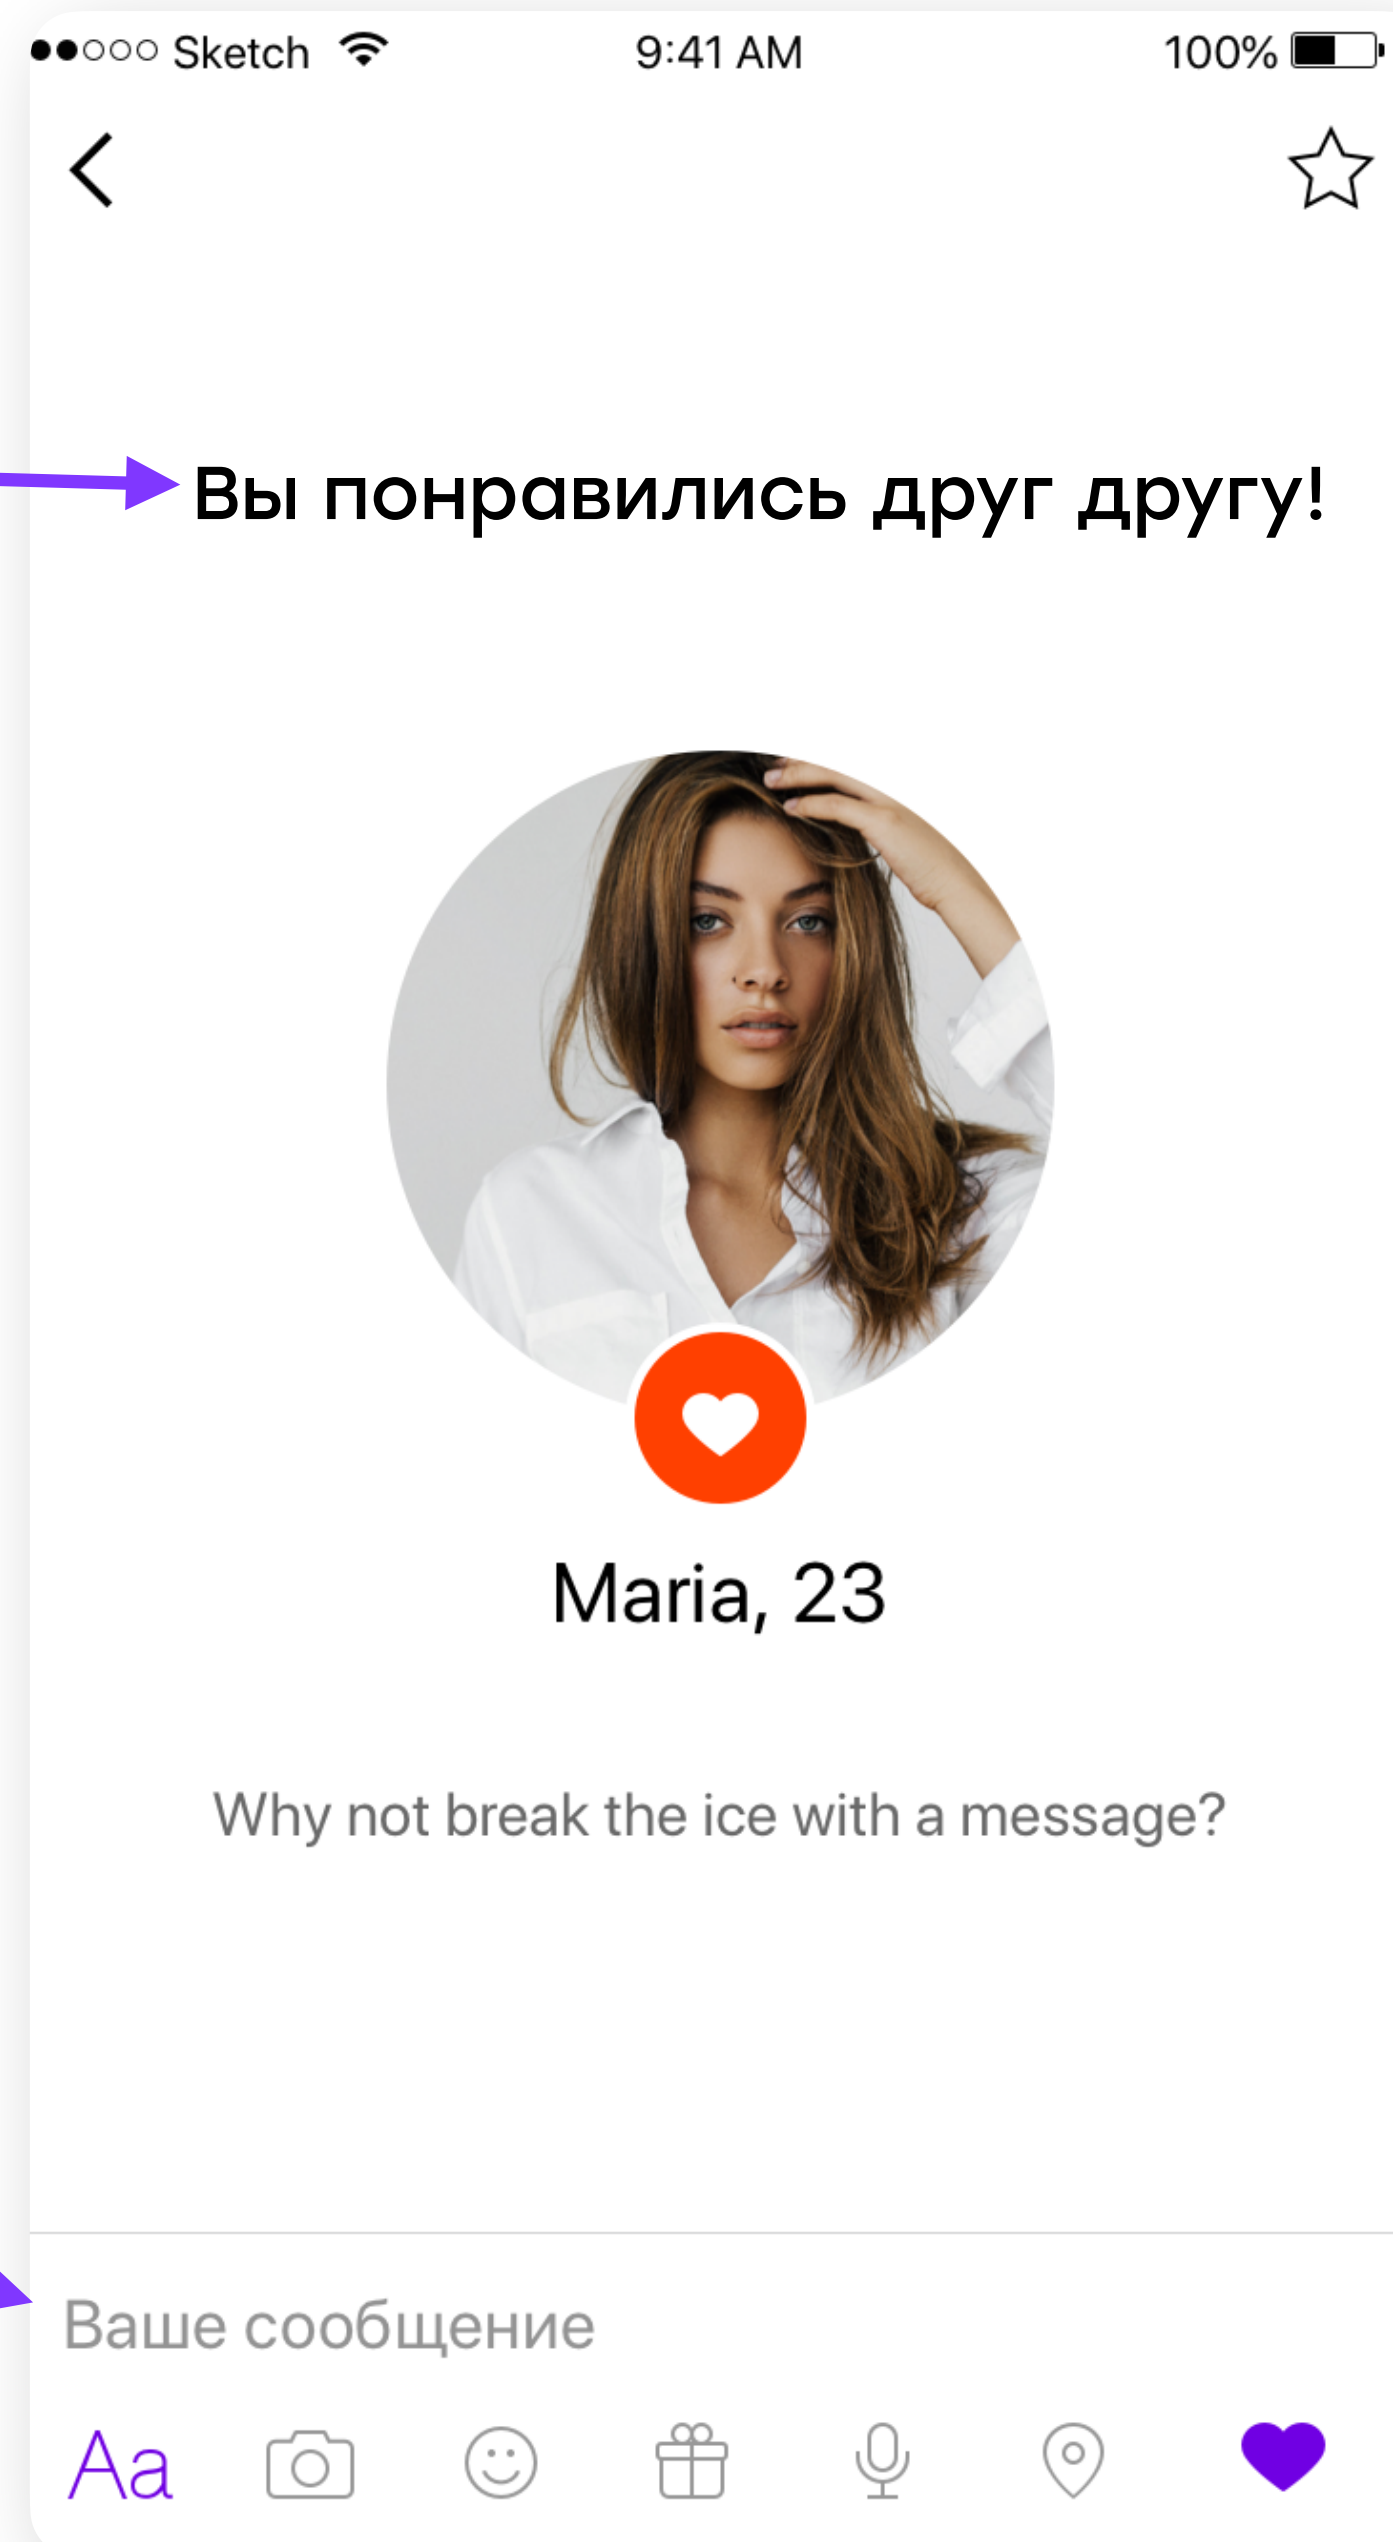 Sketch 9:41 AM 100%
Вы понравились друг другу!
Maria, 23
Why not break the ice with a message?
Ваше сообщение
Aa